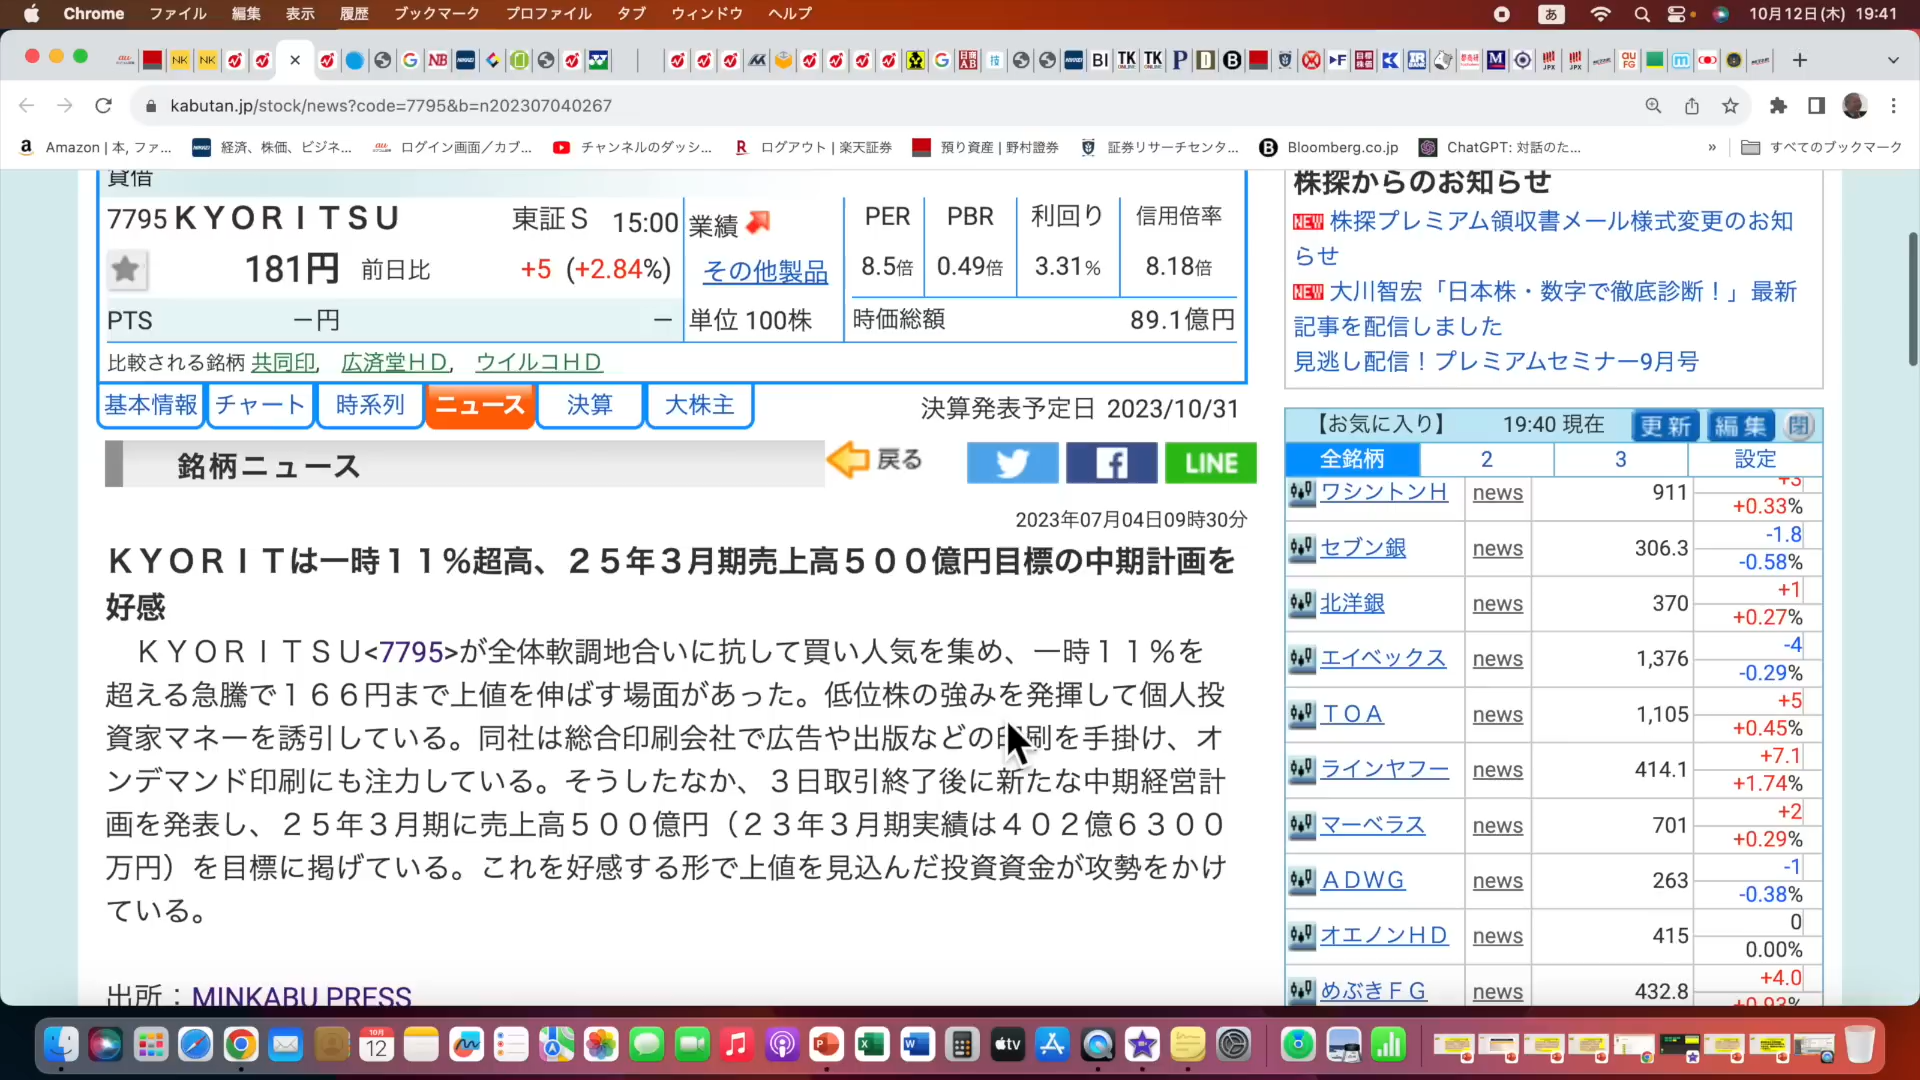 Chrome ファイル 編集 表示 履歴 ブックマーク プロファイル タブ ウィンドウ ヘルプ あ 10月12日(木) 19:41
kabutan.jp/stock/news?code=7795&b=n202307040267
Amazon | 本, ファ... 経済、株価、ビジネ... ログイン画面／カブ... チャンネルのダッシ... ログアウト | 楽天証券 預り資産 | 野村證券 証券リサーチセンタ... Bloomberg.co.jp ChatGPT: 対話のた... » すべてのブックマーク
貸借
7795 ＫＹＯＲＩＴＳＵ 東証Ｓ 15:00 業績 PER PBR 利回り 信用倍率
181円 前日比 +5 (+2.84%) その他製品 8.5倍 0.49倍 3.31% 8.18倍
PTS －円 － 単位 100株 時価総額 89.1億円
比較される銘柄 共同印, 広済堂ＨＤ, ウイルコＨＤ
基本情報 チャート 時系列 ニュース 決算 大株主 決算発表予定日 2023/10/31
銘柄ニュース 戻る LINE
2023年07月04日09時30分
ＫＹＯＲＩＴは一時１１％超高、２５年３月期売上高５００億円目標の中期計画を
好感
ＫＹＯＲＩＴＳＵ<7795>が全体軟調地合いに抗して買い人気を集め、一時１１％を
超える急騰で１６６円まで上値を伸ばす場面があった。低位株の強みを発揮して個人投
資家マネーを誘引している。同社は総合印刷会社で広告や出版などの印刷を手掛け、オ
ンデマンド印刷にも注力している。そうしたなか、３日取引終了後に新たな中期経営計
画を発表し、２５年３月期に売上高５００億円（２３年３月期実績は４０２億６３００
万円）を目標に掲げている。これを好感する形で上値を見込んだ投資資金が攻勢をかけ
ている。
出所：MINKABU PRESS
株探からのお知らせ
NEW 株探プレミアム領収書メール様式変更のお知
らせ
NEW 大川智宏「日本株・数字で徹底診断！」最新
記事を配信しました
見逃し配信！プレミアムセミナー9月号
【お気に入り】 19:40 現在 更新 編集 閉
全銘柄 2 3 設定
ワシントンＨ news 911 +3 +0.33%
セブン銀 news 306.3 -1.8 -0.58%
北洋銀 news 370 +1 +0.27%
エイベックス news 1,376 -4 -0.29%
ＴＯＡ news 1,105 +5 +0.45%
ラインヤフー news 414.1 +7.1 +1.74%
マーベラス news 701 +2 +0.29%
ＡＤＷＧ news 263 -1 -0.38%
オエノンＨＤ news 415 0 0.00%
めぶきＦＧ news 432.8 +4.0 +0.93%